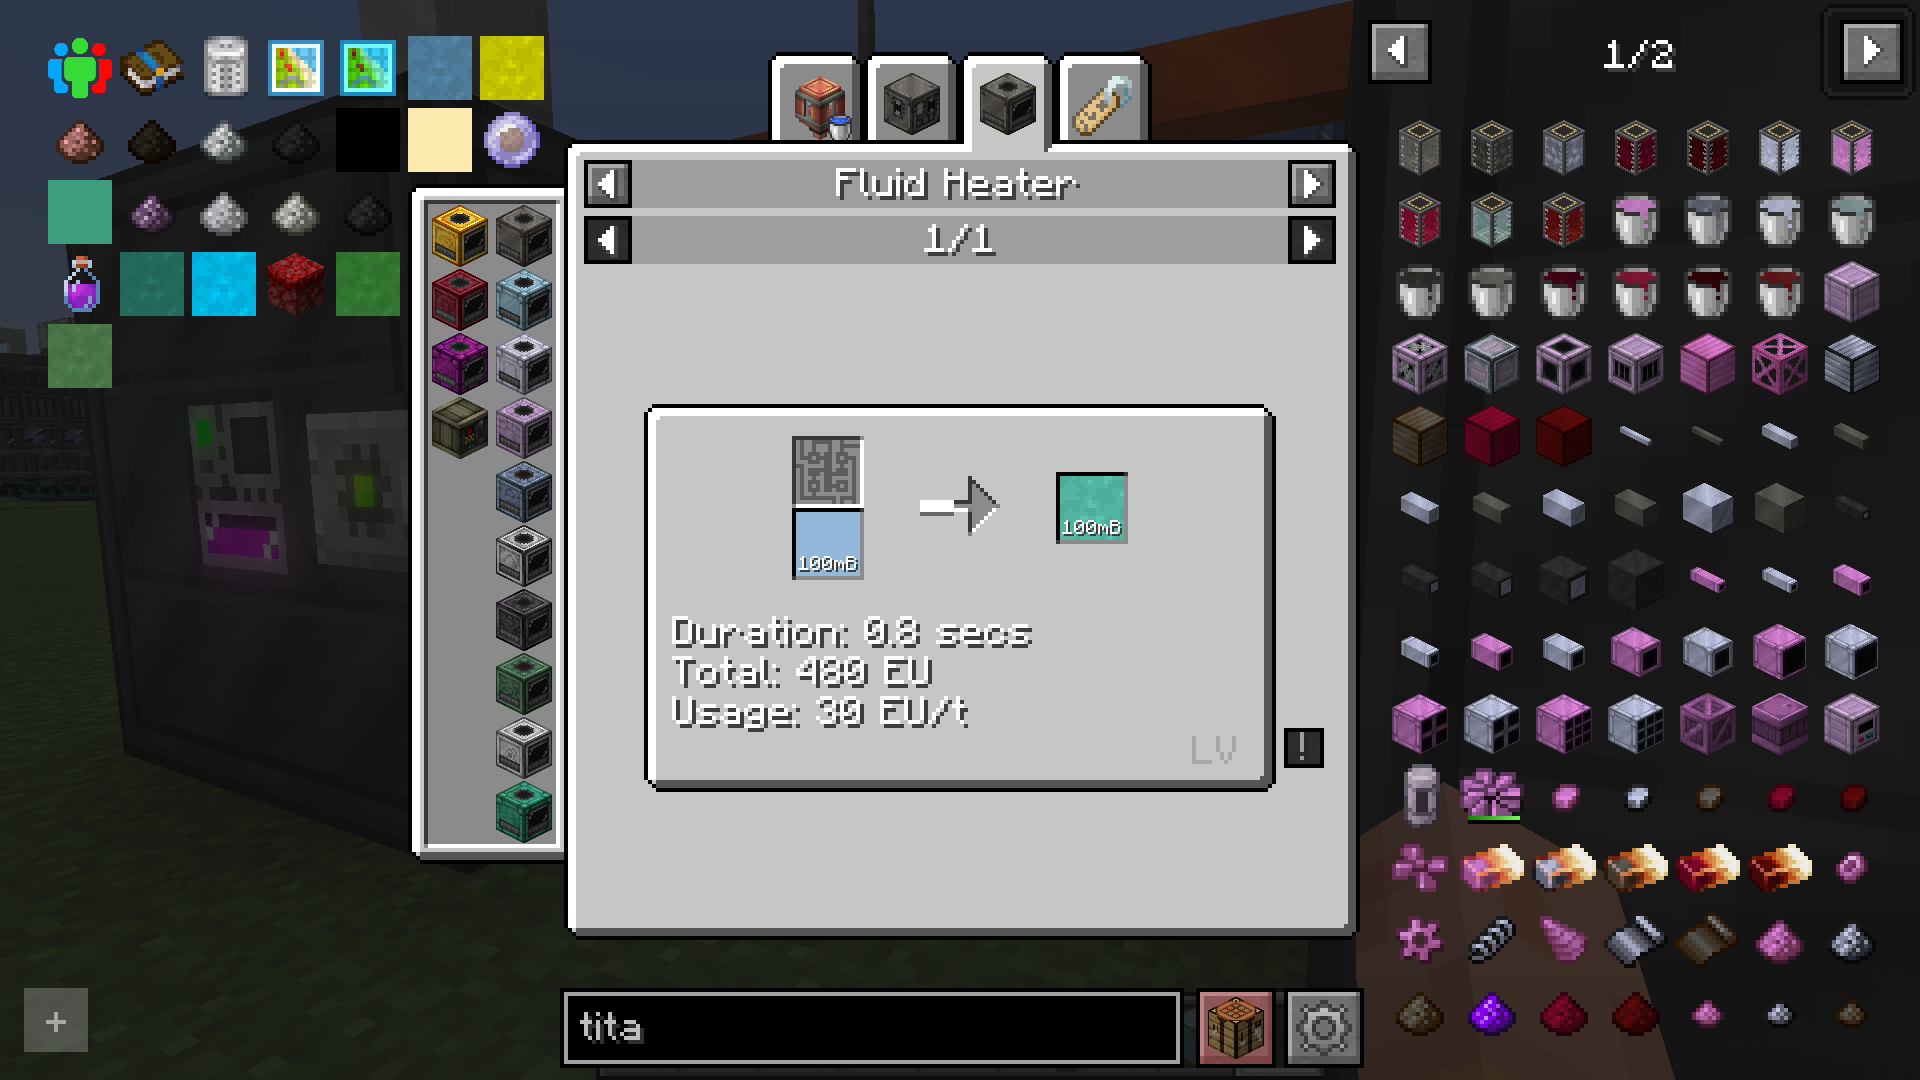 1/2
Fluid Heater
1/1
100mB
100mB
Duration: 0.8 secs
Total: 480 EU
Usage: 30 EU/t
LV
!
tita
+